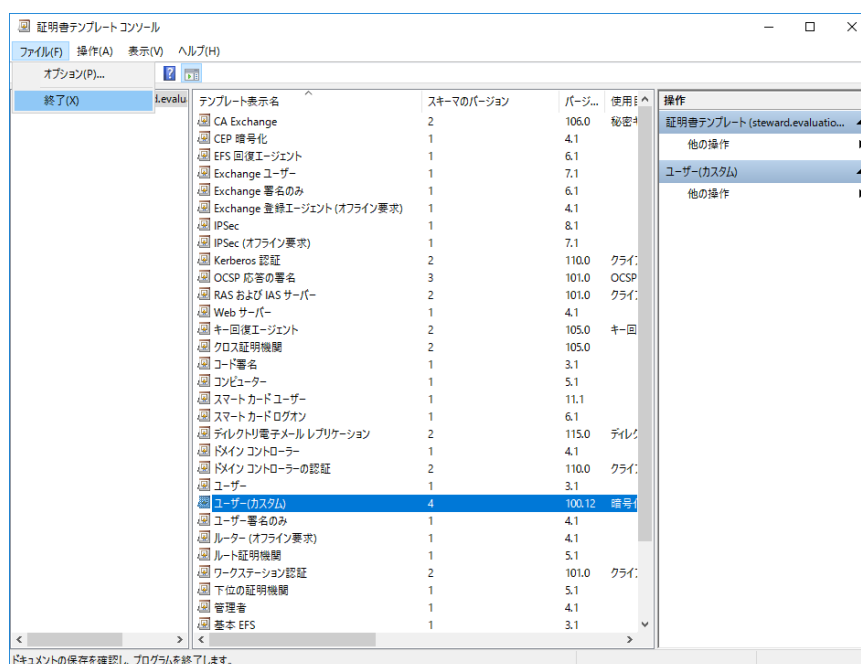 証明書テンプレート コンソール
ファイル(F) 操作(A) 表示(V) ヘルプ(H)
オプション(P)...
終了(X)
d.evalu
テンプレート表示名 スキーマのバージョン バージ... 使用目
CA Exchange 2 106.0 秘密キ
CEP 暗号化 1 4.1
EFS 回復エージェント 1 6.1
Exchange ユーザー 1 7.1
Exchange 署名のみ 1 6.1
Exchange 登録エージェント (オフライン要求) 1 4.1
IPSec 1 8.1
IPSec (オフライン要求) 1 7.1
Kerberos 認証 2 110.0 クライ
OCSP 応答の署名 3 101.0 OCSP
RAS および IAS サーバー 2 101.0 クライ
Web サーバー 1 4.1
キー回復エージェント 2 105.0 キー回
クロス証明機関 2 105.0
コード署名 1 3.1
コンピューター 1 5.1
スマート カード ユーザー 1 11.1
スマート カード ログオン 1 6.1
ディレクトリ電子メール レプリケーション 2 115.0 ディレク
ドメイン コントローラー 1 4.1
ドメイン コントローラーの認証 2 110.0 クライ
ユーザー 1 3.1
ユーザー(カスタム) 4 100.12 暗号化
ユーザー署名のみ 1 4.1
ルーター (オフライン要求) 1 4.1
ルート証明機関 1 5.1
ワークステーション認証 2 101.0 クライ
下位の証明機関 1 5.1
管理者 1 4.1
基本 EFS 1 3.1
操作
証明書テンプレート (steward.evaluatio...
他の操作
ユーザー(カスタム)
他の操作
ドキュメントの保存を確認し、プログラムを終了します。